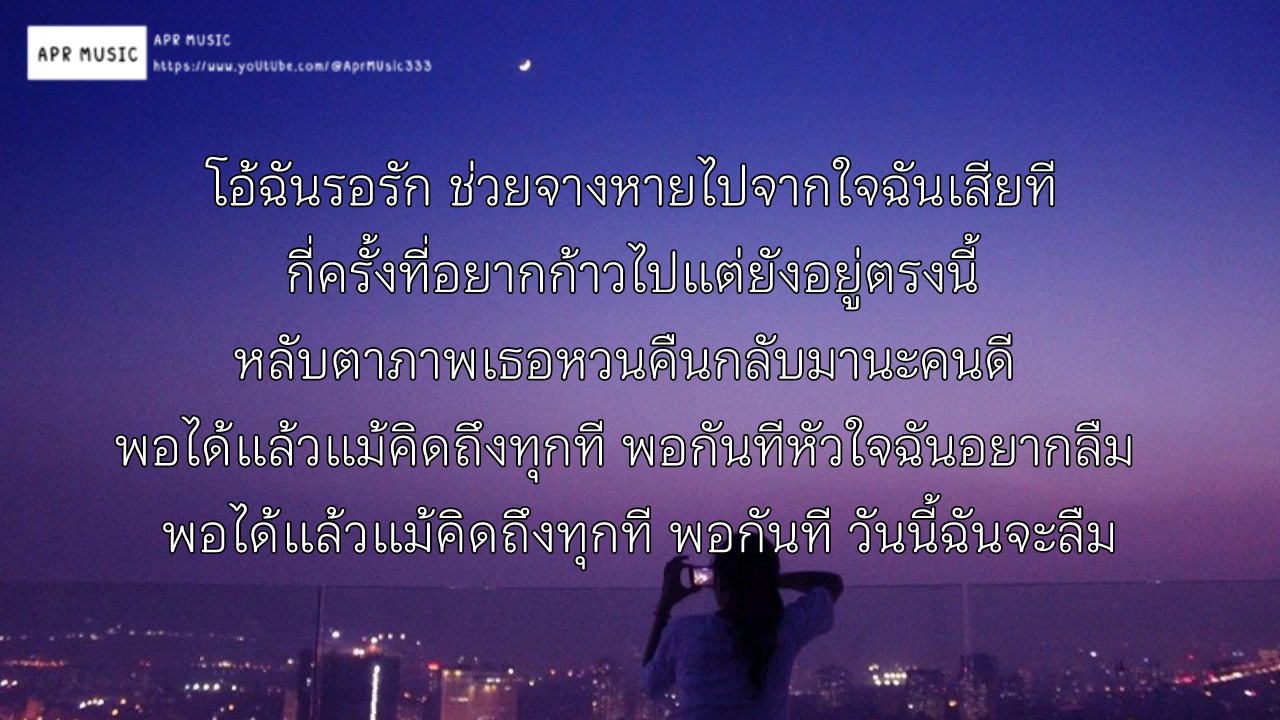 APR MUSIC
APR MUSIC
https://www.yoUtUbe.com/@AprMUsic333
โอ้ฉันรอรัก ช่วยจางหายไปจากใจฉันเสียที
กี่ครั้งที่อยากก้าวไปแต่ยังอยู่ตรงนี้
หลับตาภาพเธอหวนคืนกลับมานะคนดี
พอได้แล้วแม้คิดถึงทุกที พอกันทีหัวใจฉันอยากลืม
พอได้แล้วแม้คิดถึงทุกที พอกันที วันนี้ฉันจะลืม